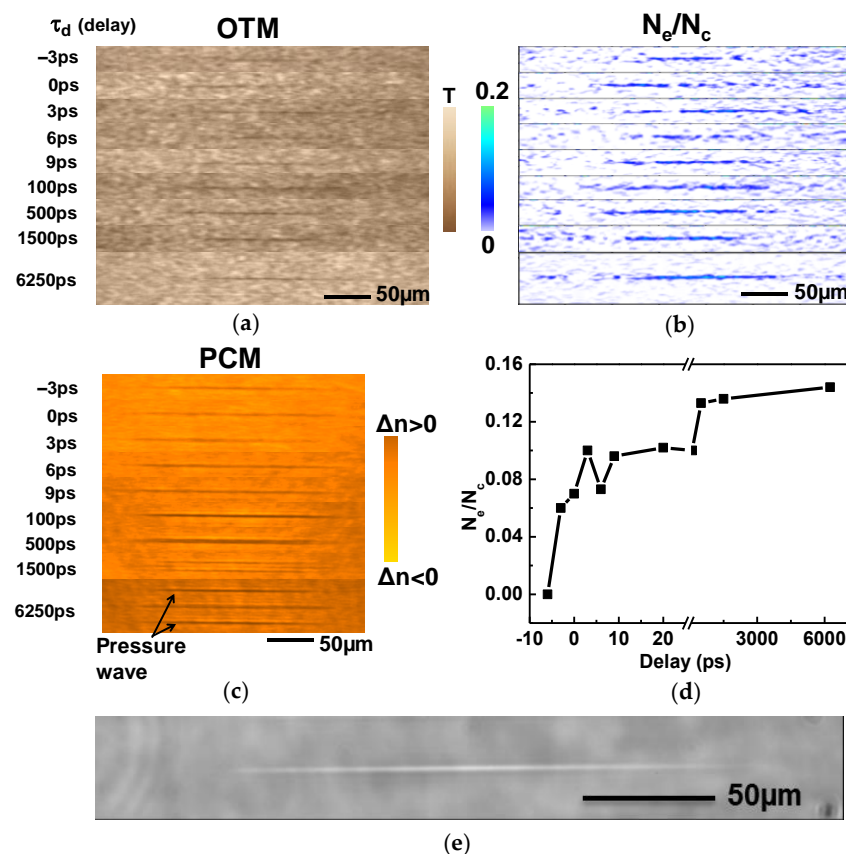 τd (delay)
OTM
Ne/Nc
−3ps
0ps
3ps
6ps
9ps
100ps
500ps
1500ps
6250ps
T
0.2
0
50µm
50µm
(a)
(b)
PCM
−3ps
0ps
3ps
6ps
9ps
100ps
500ps
1500ps
6250ps
Δn>0
Δn<0
Pressure
wave
50µm
(c)
0.16
0.12
0.08
0.04
0.00
Ne/Nc
-10
0
10
20
3000
6000
Delay (ps)
(d)
50µm
(e)